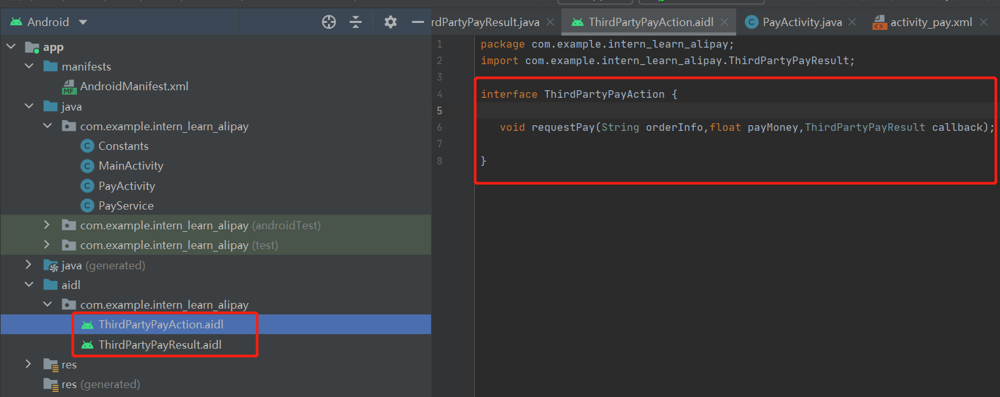 Android
rdPartyPayResult.java
ThirdPartyPayAction.aidl
PayActivity.java
activity_pay.xml
app
manifests
AndroidManifest.xml
java
com.example.intern_learn_alipay
Constants
MainActivity
PayActivity
PayService
com.example.intern_learn_alipay (androidTest)
com.example.intern_learn_alipay (test)
java (generated)
aidl
com.example.intern_learn_alipay
ThirdPartyPayAction.aidl
ThirdPartyPayResult.aidl
res
res (generated)
1 package com.example.intern_learn_alipay;
2 import com.example.intern_learn_alipay.ThirdPartyPayResult;
3
4 interface ThirdPartyPayAction {
5
6 void requestPay(String orderInfo,float payMoney,ThirdPartyPayResult callback);
7
8 }